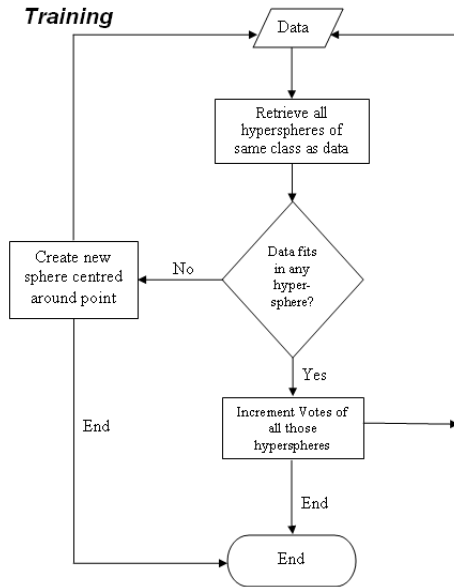 Training
Data
Retrieve all
hyperspheres of
same class as data
Data fits
in any
hyper-
sphere?
No
Create new
sphere centred
around point
Yes
Increment Votes of
all those
hyperspheres
End
End
End